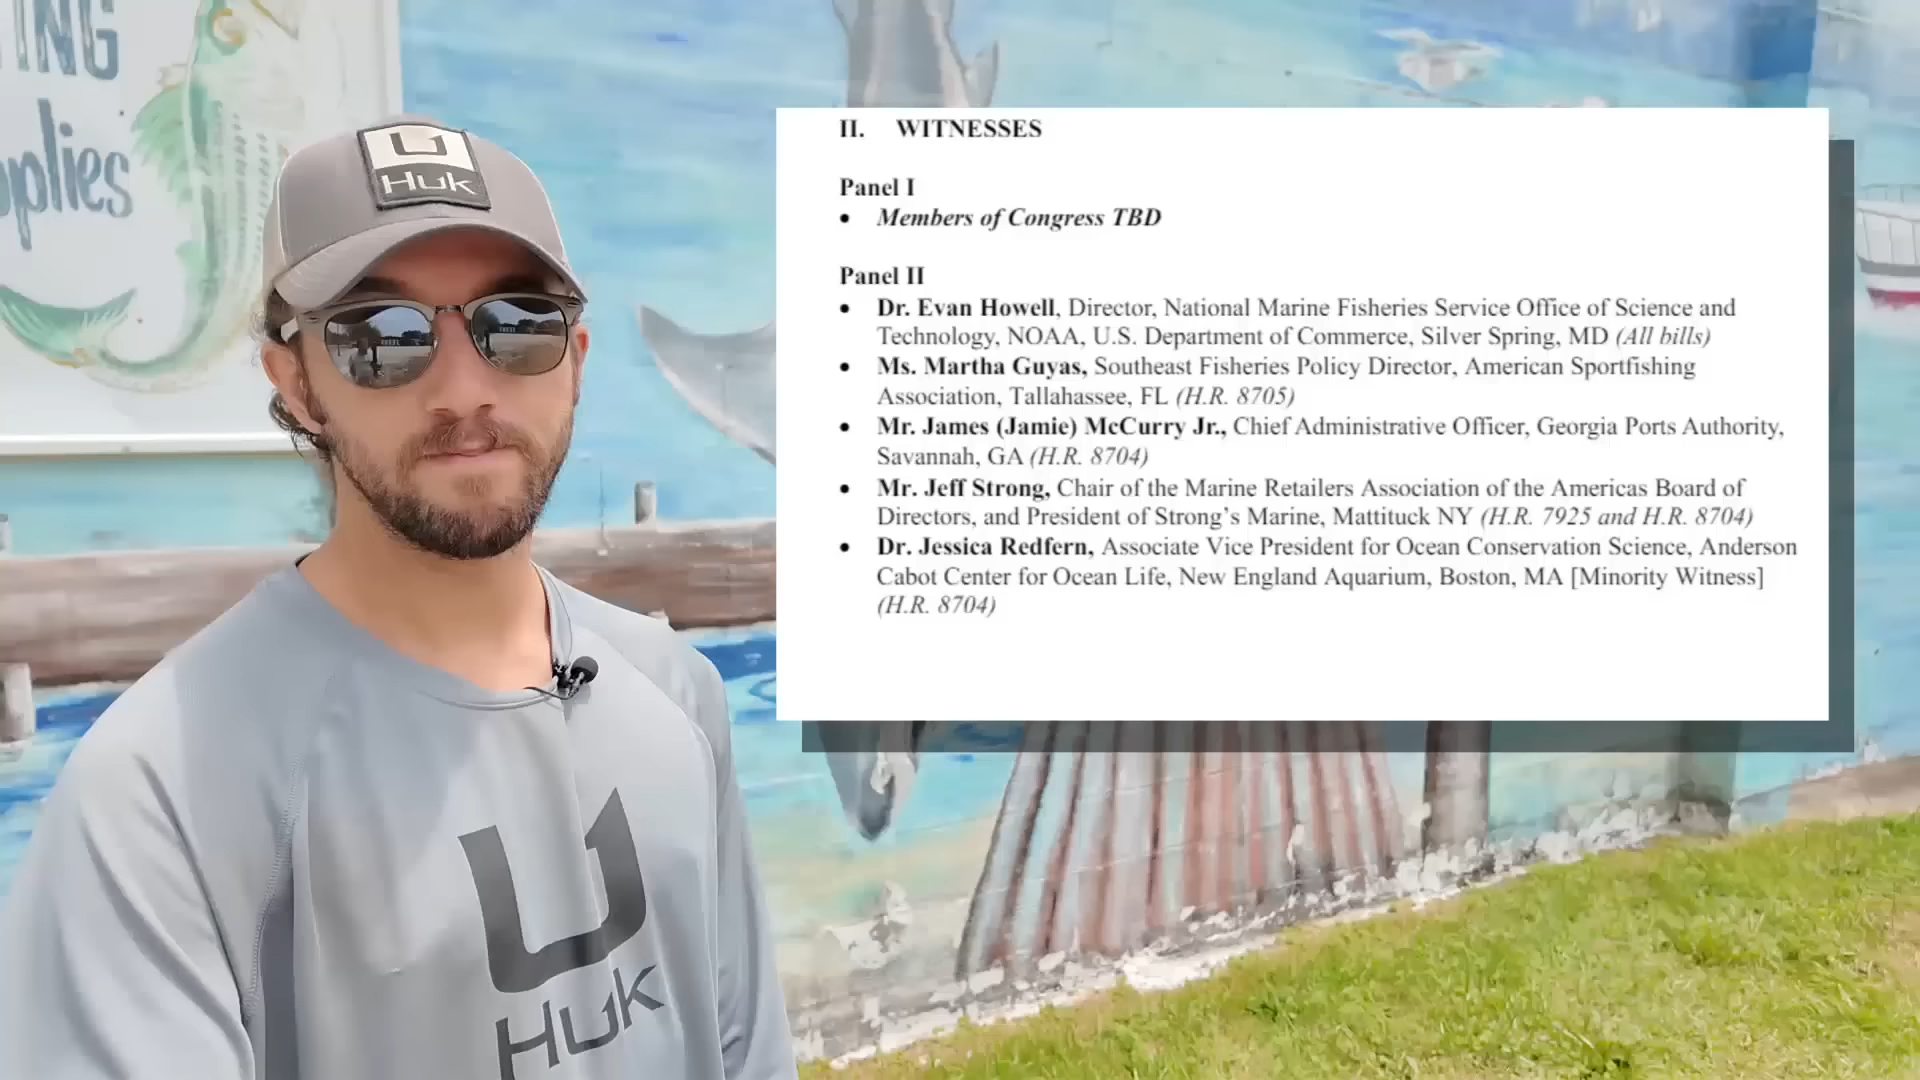 ING
pplies
Huk
Huk
II. WITNESSES
Panel I
• Members of Congress TBD
Panel II
• Dr. Evan Howell, Director, National Marine Fisheries Service Office of Science and
Technology, NOAA, U.S. Department of Commerce, Silver Spring, MD (All bills)
• Ms. Martha Guyas, Southeast Fisheries Policy Director, American Sportfishing
Association, Tallahassee, FL (H.R. 8705)
• Mr. James (Jamie) McCurry Jr., Chief Administrative Officer, Georgia Ports Authority,
Savannah, GA (H.R. 8704)
• Mr. Jeff Strong, Chair of the Marine Retailers Association of the Americas Board of
Directors, and President of Strong's Marine, Mattituck NY (H.R. 7925 and H.R. 8704)
• Dr. Jessica Redfern, Associate Vice President for Ocean Conservation Science, Anderson
Cabot Center for Ocean Life, New England Aquarium, Boston, MA [Minority Witness]
(H.R. 8704)